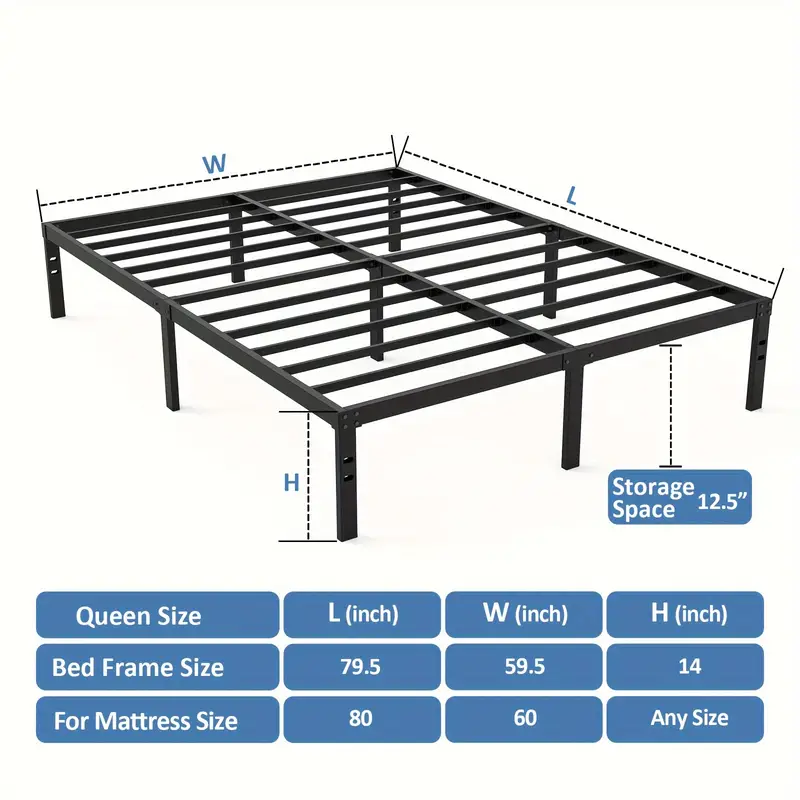 W
L
H
Storage
Space 12.5”
Queen Size L (inch) W (inch) H (inch)
Bed Frame Size 79.5 59.5 14
For Mattress Size 80 60 Any Size